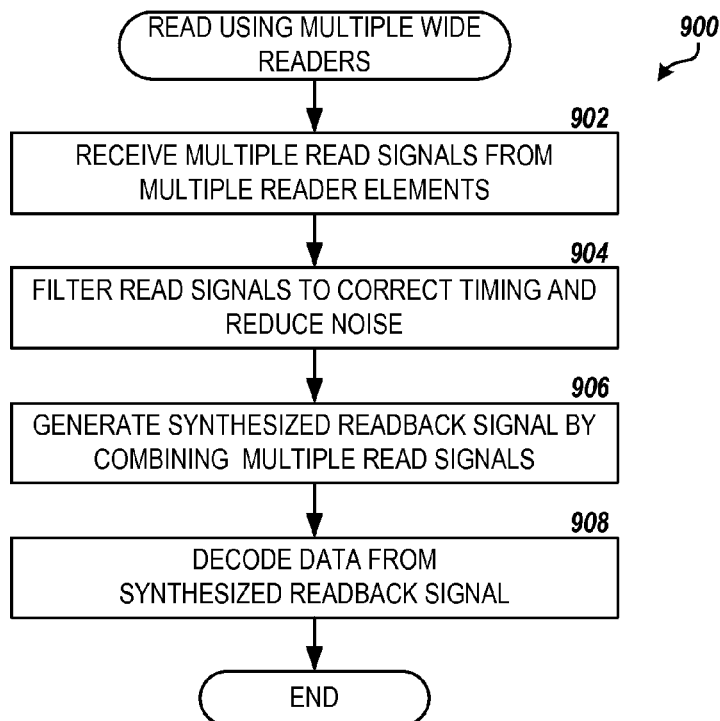 READ USING MULTIPLE WIDE
READERS
900
902
RECEIVE MULTIPLE READ SIGNALS FROM
MULTIPLE READER ELEMENTS
904
FILTER READ SIGNALS TO CORRECT TIMING AND
REDUCE NOISE
906
GENERATE SYNTHESIZED READBACK SIGNAL BY
COMBINING MULTIPLE READ SIGNALS
908
DECODE DATA FROM
SYNTHESIZED READBACK SIGNAL
END